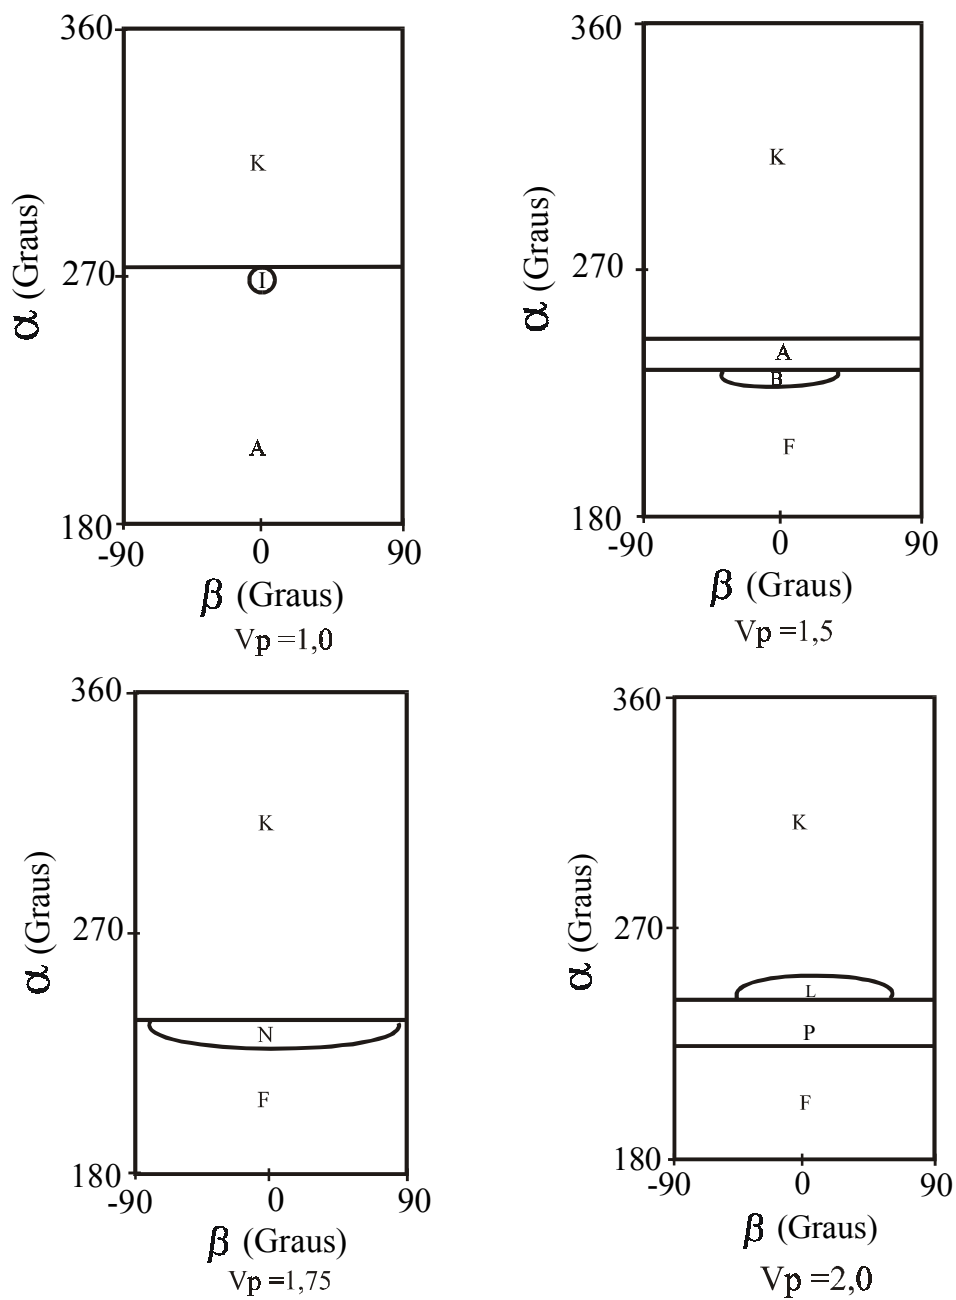 360
K
α (Graus)
270
I
A
180
-90 0 90
β (Graus)
Vp =1,0
360
K
α (Graus)
270
A
B
F
180
-90 0 90
β (Graus)
Vp =1,5
360
K
α (Graus)
270
N
F
180
-90 0 90
β (Graus)
Vp =1,75
360
K
α (Graus)
270
L
P
F
180
-90 0 90
β (Graus)
Vp =2,0